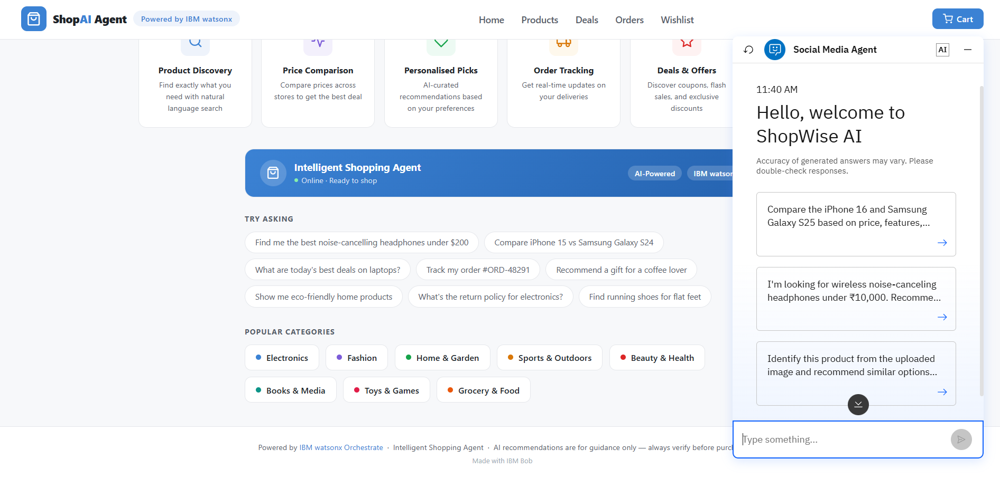 ShopAI Agent
Powered by IBM watsonx
Home
Products
Deals
Orders
Wishlist
Cart
Product Discovery
Find exactly what you
need with natural
language search
Price Comparison
Compare prices across
stores to get the best deal
Personalised Picks
AI-curated
recommendations based
on your preferences
Order Tracking
Get real-time updates on
your deliveries
Deals & Offers
Discover coupons, flash
sales, and exclusive
discounts
Intelligent Shopping Agent
Online · Ready to shop
AI-Powered
IBM watson
TRY ASKING
Find me the best noise-cancelling headphones under $200
Compare iPhone 15 vs Samsung Galaxy S24
What are today's best deals on laptops?
Track my order #ORD-48291
Recommend a gift for a coffee lover
Show me eco-friendly home products
What's the return policy for electronics?
Find running shoes for flat feet
POPULAR CATEGORIES
Electronics
Fashion
Home & Garden
Sports & Outdoors
Beauty & Health
Books & Media
Toys & Games
Grocery & Food
Powered by IBM watsonx Orchestrate · Intelligent Shopping Agent · AI recommendations are for guidance only — always verify before
Made with IBM Bob
Social Media Agent
AI
11:40 AM
Hello, welcome to
ShopWise AI
Accuracy of generated answers may vary. Please
double-check responses.
Compare the iPhone 16 and Samsung
Galaxy S25 based on price, features,...
I'm looking for wireless noise-canceling
headphones under ₹10,000. Recomme...
Identify this product from the uploaded
image and recommend similar options...
Type something...